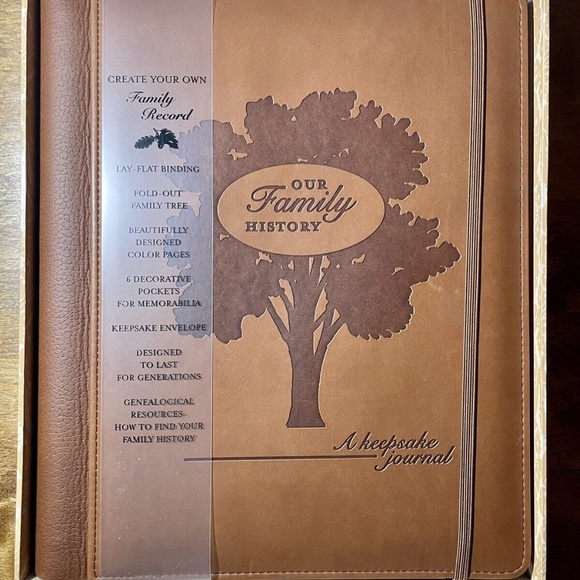 CREATE YOUR OWN
Family
Record
LAY-FLAT BINDING
FOLD-OUT
FAMILY TREE
BEAUTIFULLY
DESIGNED
COLOR PAGES
6 DECORATIVE
POCKETS
FOR MEMORABILIA
KEEPSAKE ENVELOPE
DESIGNED
TO LAST
FOR GENERATIONS
GENEALOGICAL
RESOURCES–
HOW TO FIND YOUR
FAMILY HISTORY
OUR
Family
HISTORY
A keepsake
journal